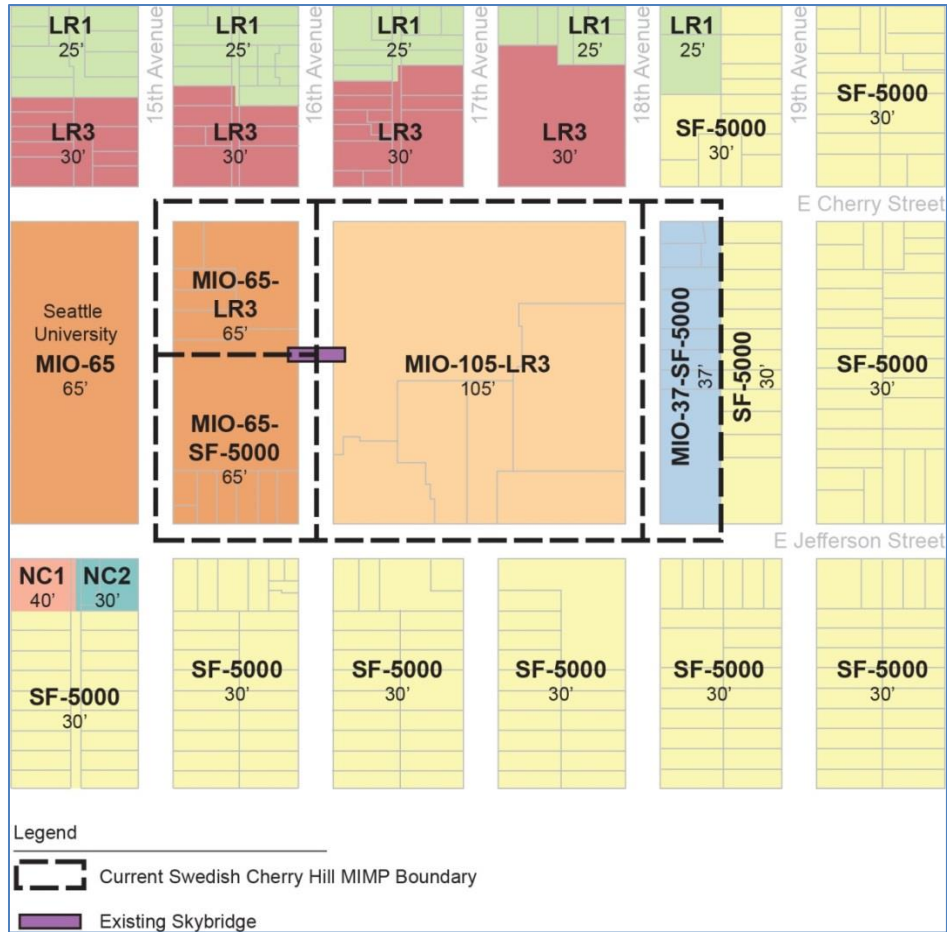 LR1
25'
15th Avenue
LR1
25'
16th Avenue
LR1
25'
17th Avenue
LR1
25'
18th Avenue
LR1
25'
19th Avenue
SF-5000
30'
LR3
30'
LR3
30'
LR3
30'
LR3
30'
SF-5000
30'
E Cherry Street
Seattle
University
MIO-65
65'
MIO-65-
LR3
65'
MIO-65-
SF-5000
65'
MIO-105-LR3
105'
MIO-37-SF-5000
37'
SF-5000
30'
SF-5000
30'
E Jefferson Street
NC1
40'
NC2
30'
SF-5000
30'
SF-5000
30'
SF-5000
30'
SF-5000
30'
SF-5000
30'
SF-5000
30'
Legend
Current Swedish Cherry Hill MIMP Boundary
Existing Skybridge